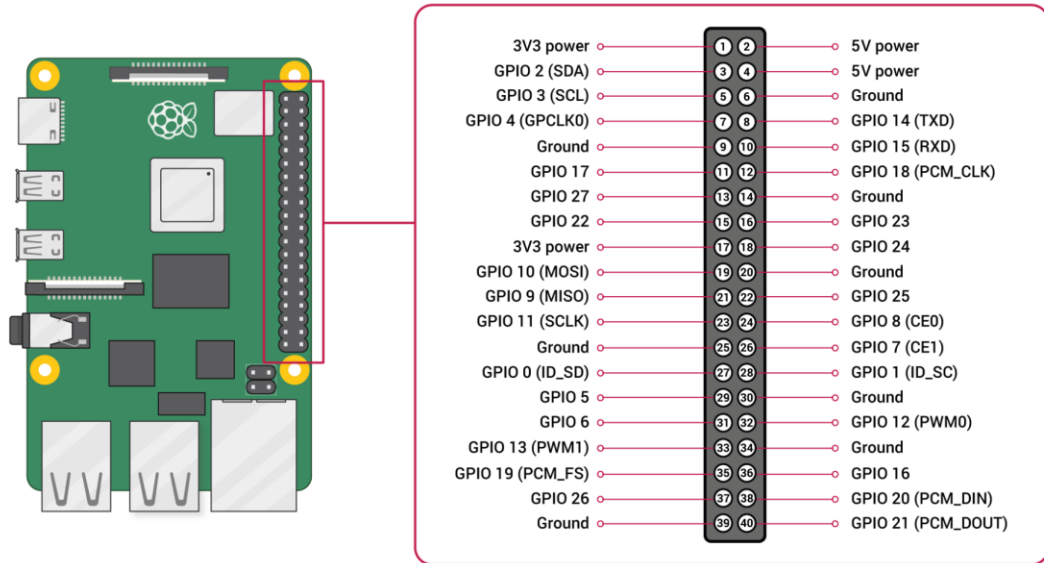 3V3 power 1 2 5V power
GPIO 2 (SDA) 3 4 5V power
GPIO 3 (SCL) 5 6 Ground
GPIO 4 (GPCLK0) 7 8 GPIO 14 (TXD)
Ground 9 10 GPIO 15 (RXD)
GPIO 17 11 12 GPIO 18 (PCM_CLK)
GPIO 27 13 14 Ground
GPIO 22 15 16 GPIO 23
3V3 power 17 18 GPIO 24
GPIO 10 (MOSI) 19 20 Ground
GPIO 9 (MISO) 21 22 GPIO 25
GPIO 11 (SCLK) 23 24 GPIO 8 (CE0)
Ground 25 26 GPIO 7 (CE1)
GPIO 0 (ID_SD) 27 28 GPIO 1 (ID_SC)
GPIO 5 29 30 Ground
GPIO 6 31 32 GPIO 12 (PWM0)
GPIO 13 (PWM1) 33 34 Ground
GPIO 19 (PCM_FS) 35 36 GPIO 16
GPIO 26 37 38 GPIO 20 (PCM_DIN)
Ground 39 40 GPIO 21 (PCM_DOUT)